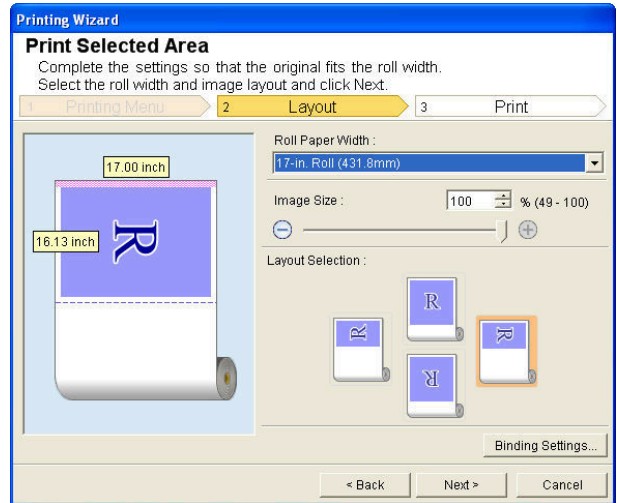 Printing Wizard
Print Selected Area
Complete the settings so that the original fits the roll width.
Select the roll width and image layout and click Next.
1 Printing Menu 2 Layout 3 Print
Roll Paper Width :
17-in. Roll (431.8mm)
17.00 inch
Image Size : 100 % (49 - 100)
16.13 inch
R
Layout Selection :
R
R
R
R
Binding Settings...
< Back Next > Cancel